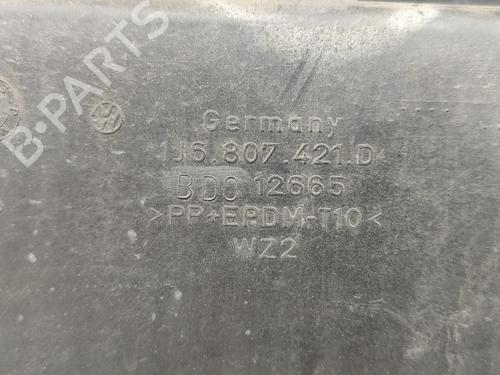 B-PARTS
Germany
1J6.807.421.D
BDO 12665
>PP+EPDM-T10<
WZ2